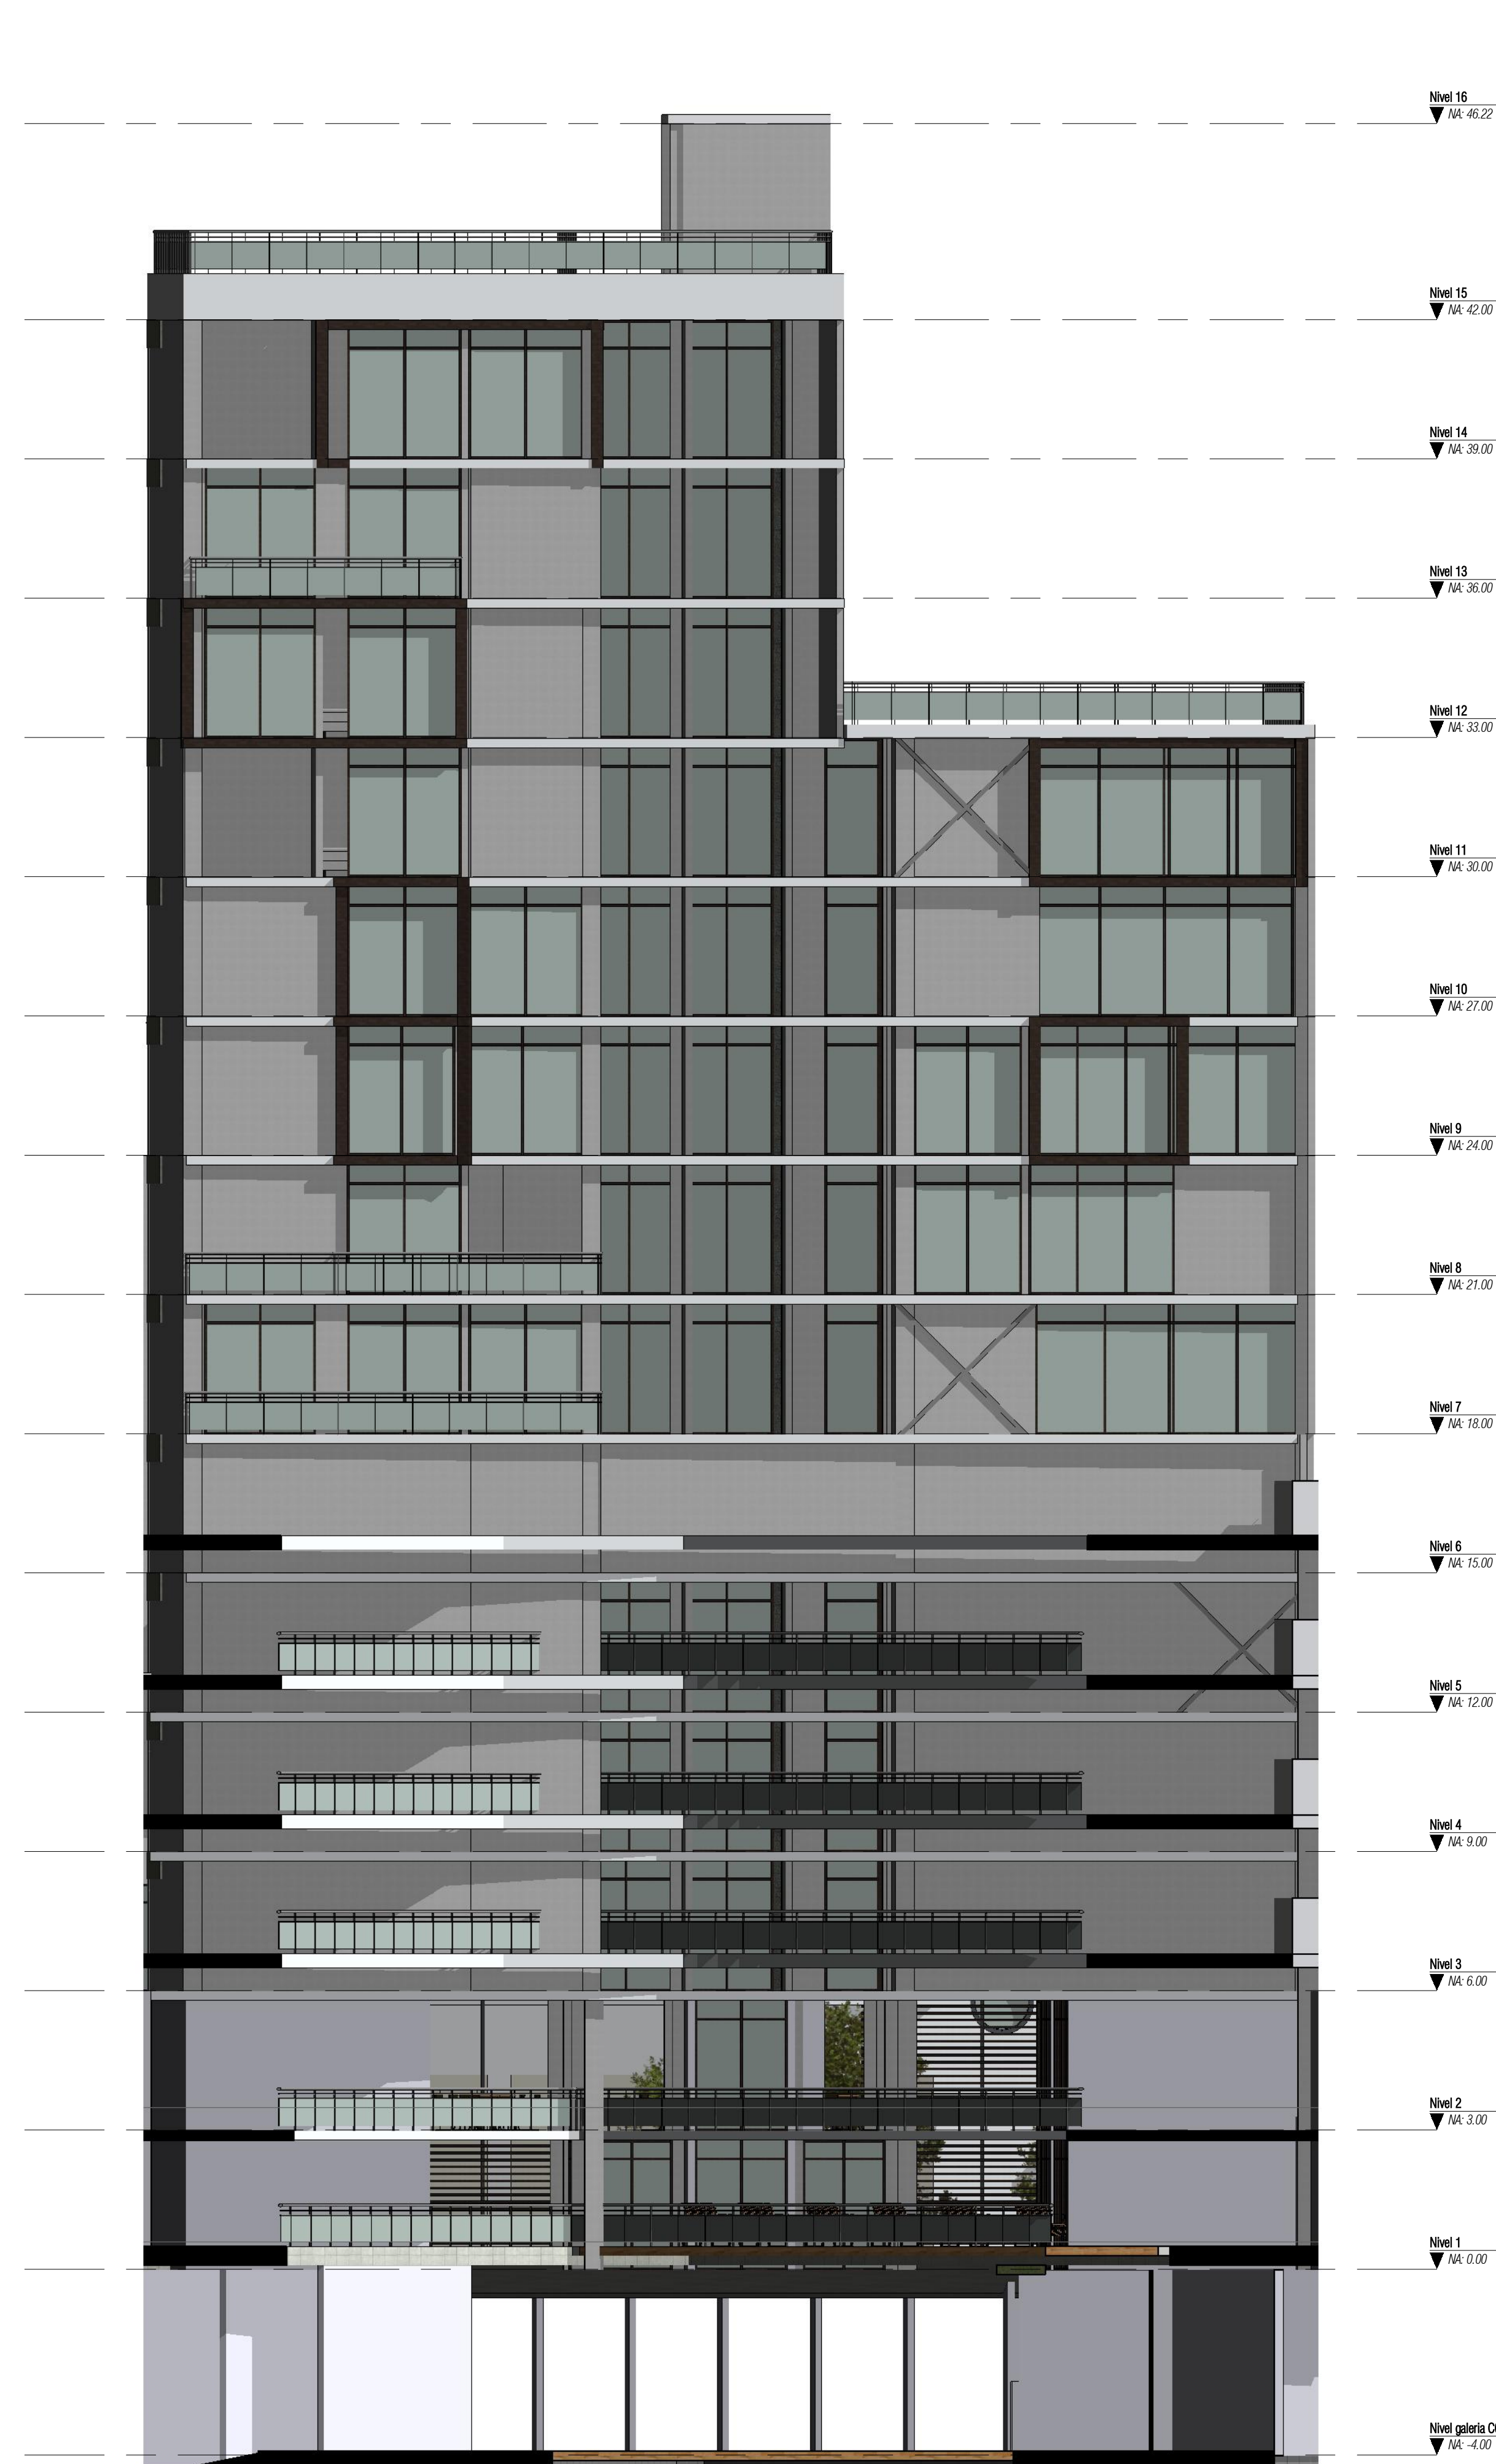 Nivel 16
NA: 46.22
Nivel 15
NA: 42.00
Nivel 14
NA: 39.00
Nivel 13
NA: 36.00
Nivel 12
NA: 33.00
Nivel 11
NA: 30.00
Nivel 10
NA: 27.00
Nivel 9
NA: 24.00
Nivel 8
NA: 21.00
Nivel 7
NA: 18.00
Nivel 6
NA: 15.00
Nivel 5
NA: 12.00
Nivel 4
NA: 9.00
Nivel 3
NA: 6.00
Nivel 2
NA: 3.00
Nivel 1
NA: 0.00
Nivel galeria
NA: -4.00